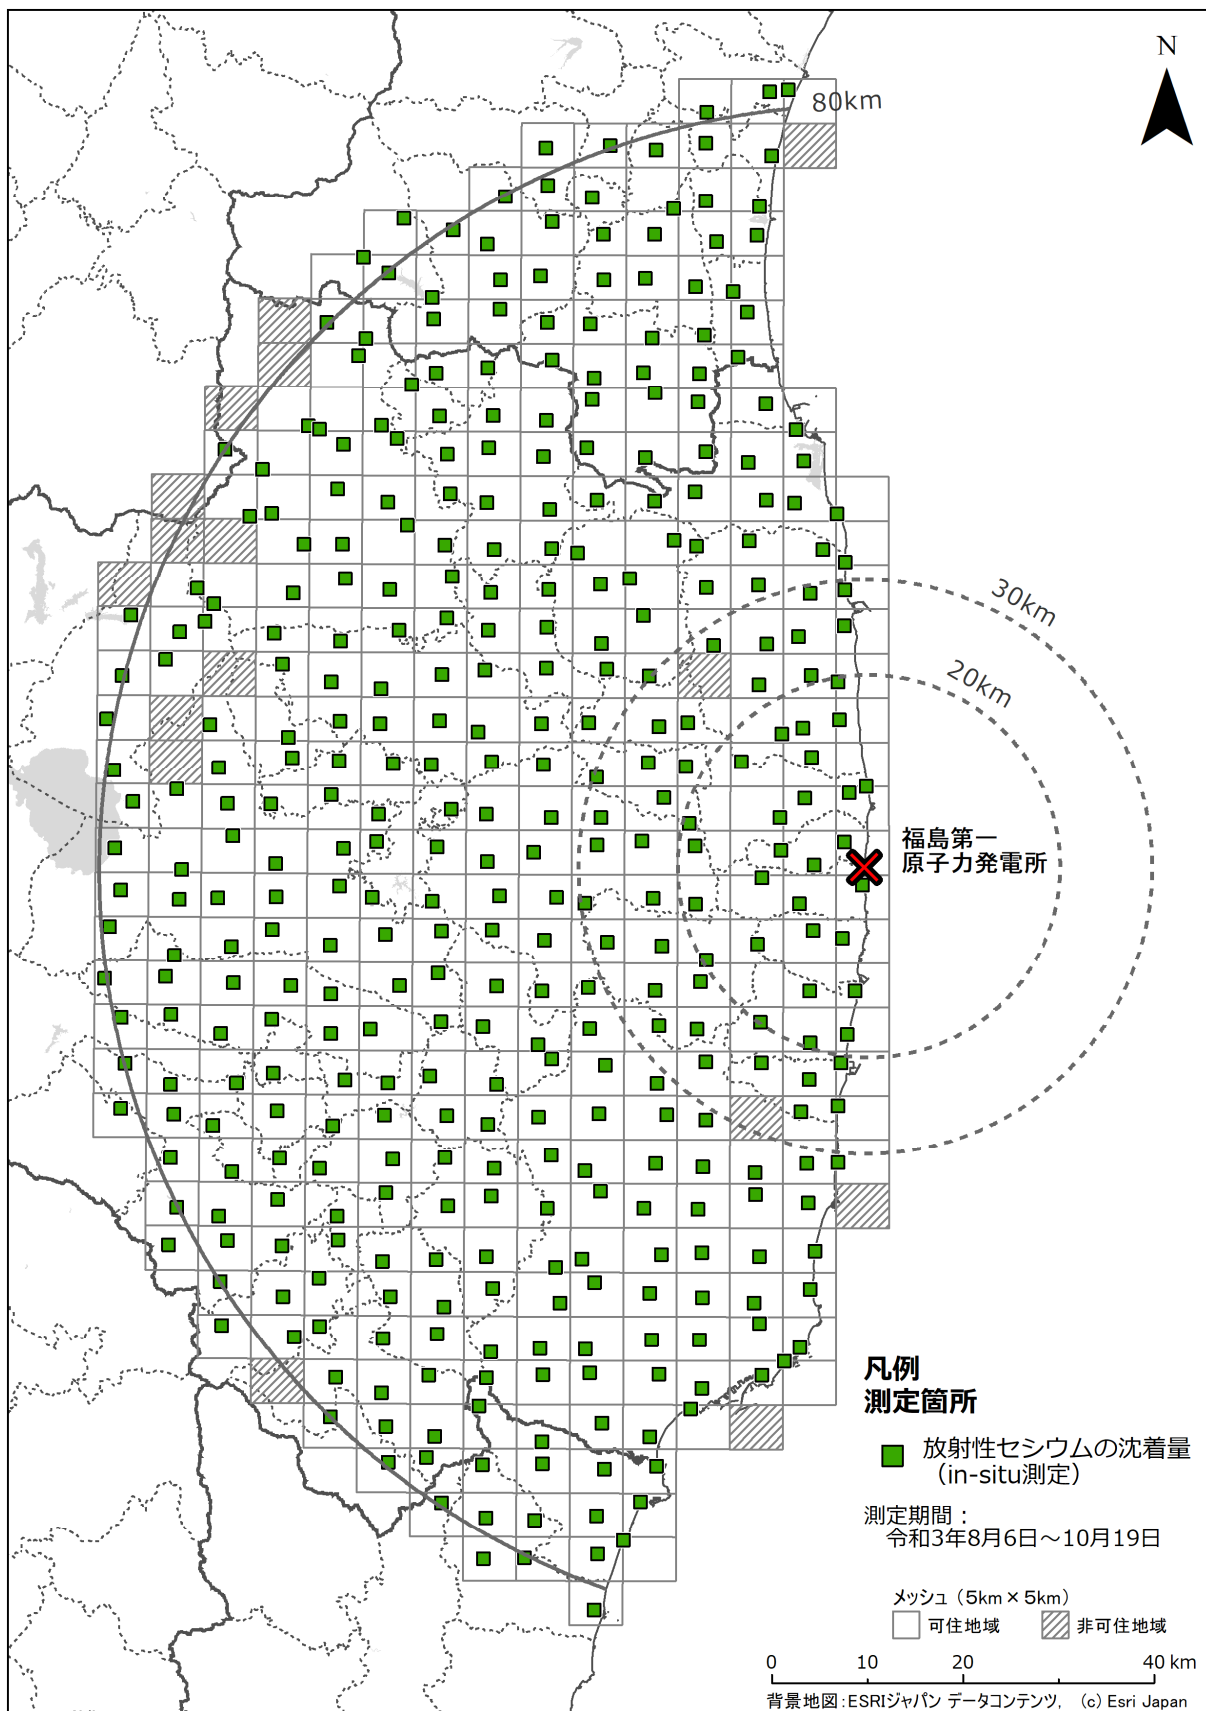 N
80km
30km
20km
福島第一
原子力発電所
凡例
測定箇所
放射性セシウムの沈着量
（in-situ測定）
測定期間：
令和3年8月6日～10月19日
メッシュ（5km×5km）
可住地域
非可住地域
0 10 20 40 km
背景地図：ESRIジャパン データコンテンツ, (c) Esri Japan